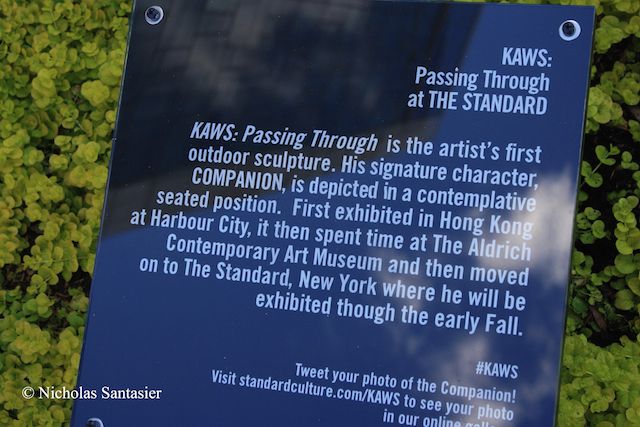 KAWS:
Passing Through
at THE STANDARD
KAWS: Passing Through is the artist's first
outdoor sculpture. His signature character,
COMPANION, is depicted in a contemplative
seated position. First exhibited in Hong Kong
at Harbour City, it then spent time at The Aldrich
Contemporary Art Museum and then moved
on to The Standard, New York where he will be
exhibited though the early Fall.
#KAWS
Tweet your photo of the Companion!
Visit standardculture.com/KAWS to see your photo
in our online
© Nicholas Santasier